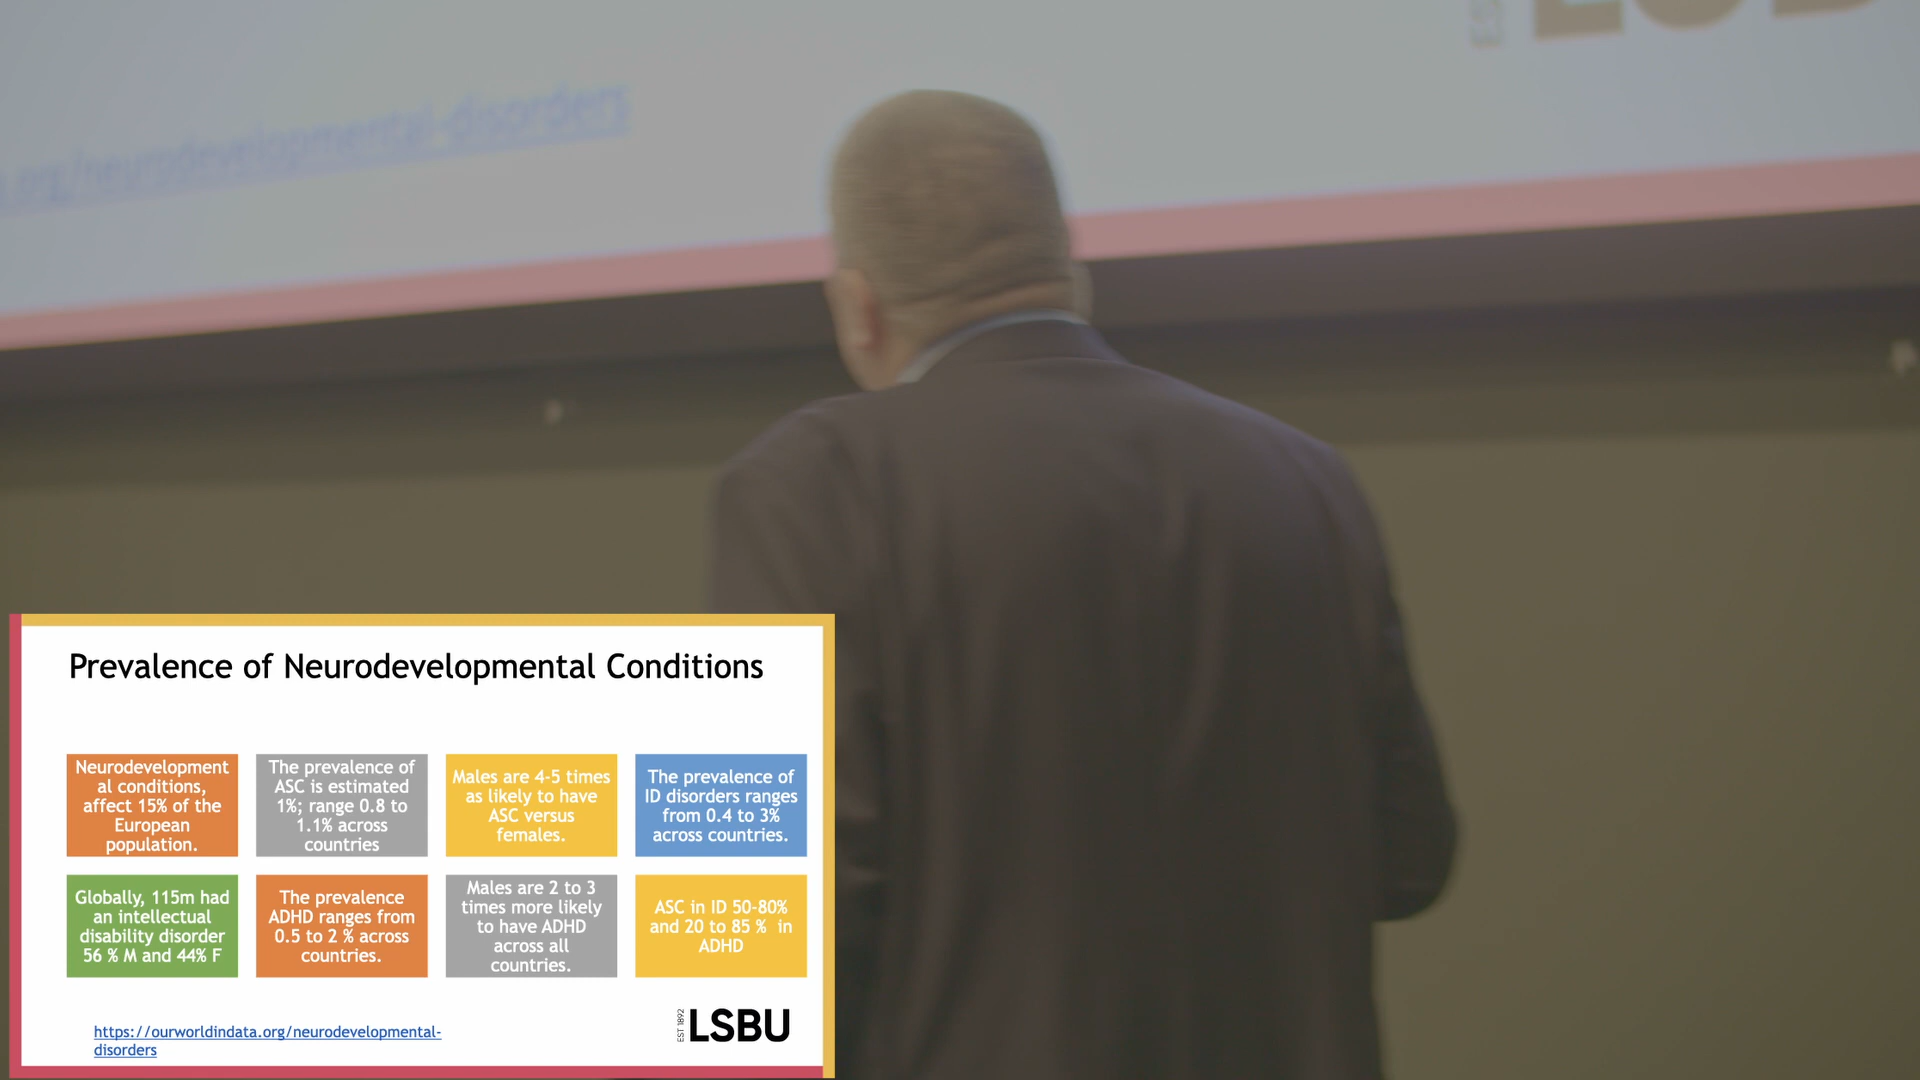 org/neurodevelopmental-disorders
Prevalence of Neurodevelopmental Conditions
Neurodevelopment
al conditions,
affect 15% of the
European
population.
The prevalence of
ASC is estimated
1%; range 0.8 to
1.1% across
countries
Males are 4-5 times
as likely to have
ASC versus
females.
The prevalence of
ID disorders ranges
from 0.4 to 3%
across countries.
Globally, 115m had
an intellectual
disability disorder
56 % M and 44% F
The prevalence
ADHD ranges from
0.5 to 2 % across
countries.
Males are 2 to 3
times more likely
to have ADHD
across all
countries.
ASC in ID 50-80%
and 20 to 85 % in
ADHD
https://ourworldindata.org/neurodevelopmental-
disorders
EST 1892
LSBU